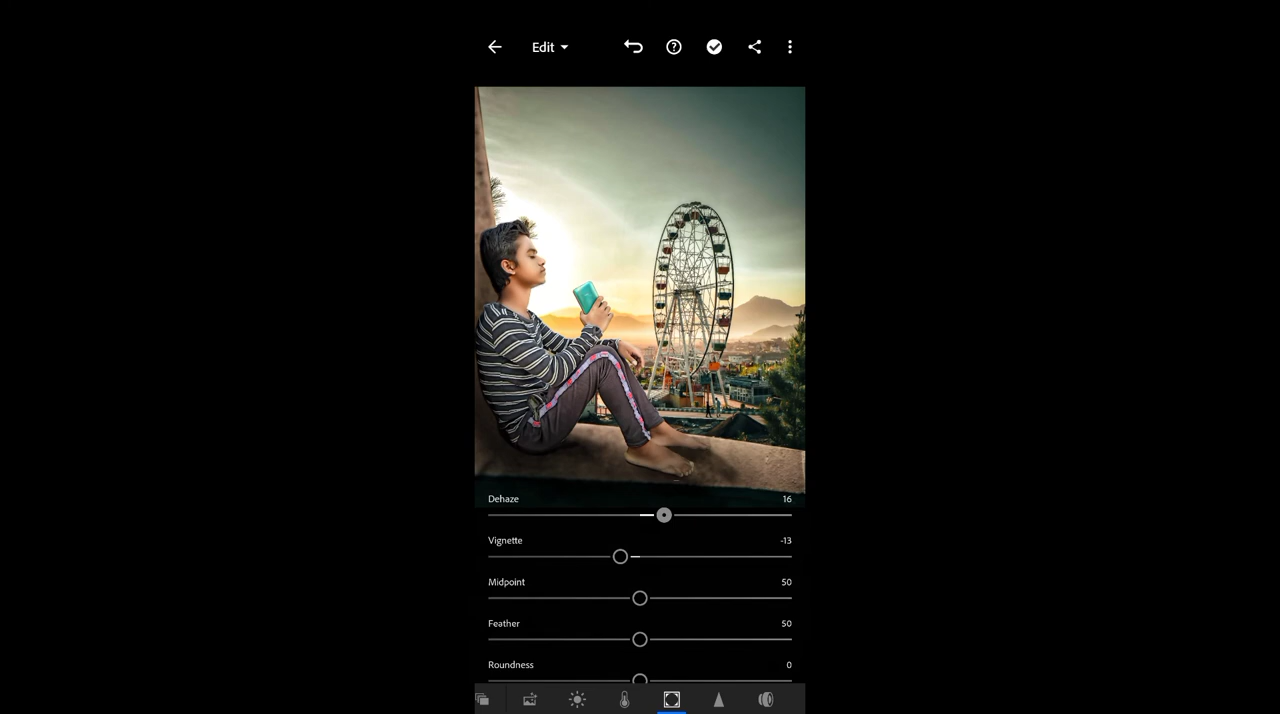 Edit
Dehaze 16
Vignette -13
Midpoint 50
Feather 50
Roundness 0